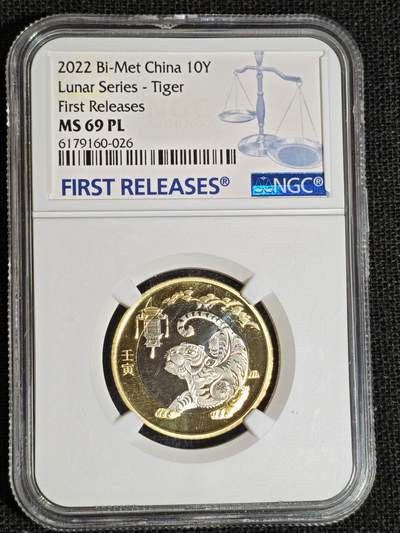 2022 Bi-Met China 10Y
Lunar Series - Tiger
First Releases
MS 69 PL
6179160-026
FIRST RELEASES®
NGC®
壬寅